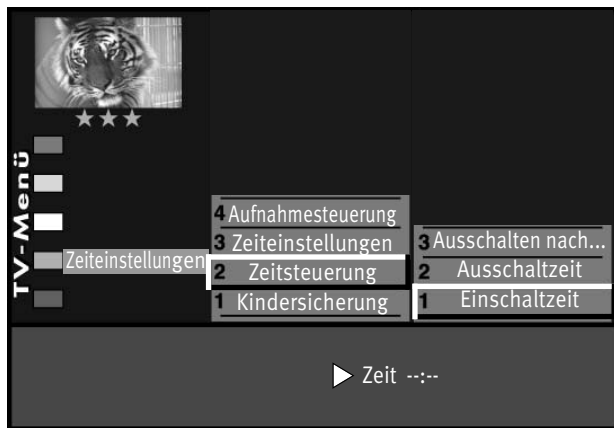 TV-Menü
Zeiteinstellungen
4 Aufnahmesteuerung
3 Zeiteinstellungen
2 Zeitsteuerung
1 Kindersicherung
3 Ausschalten nach...
2 Ausschaltzeit
1 Einschaltzeit
Zeit --:--